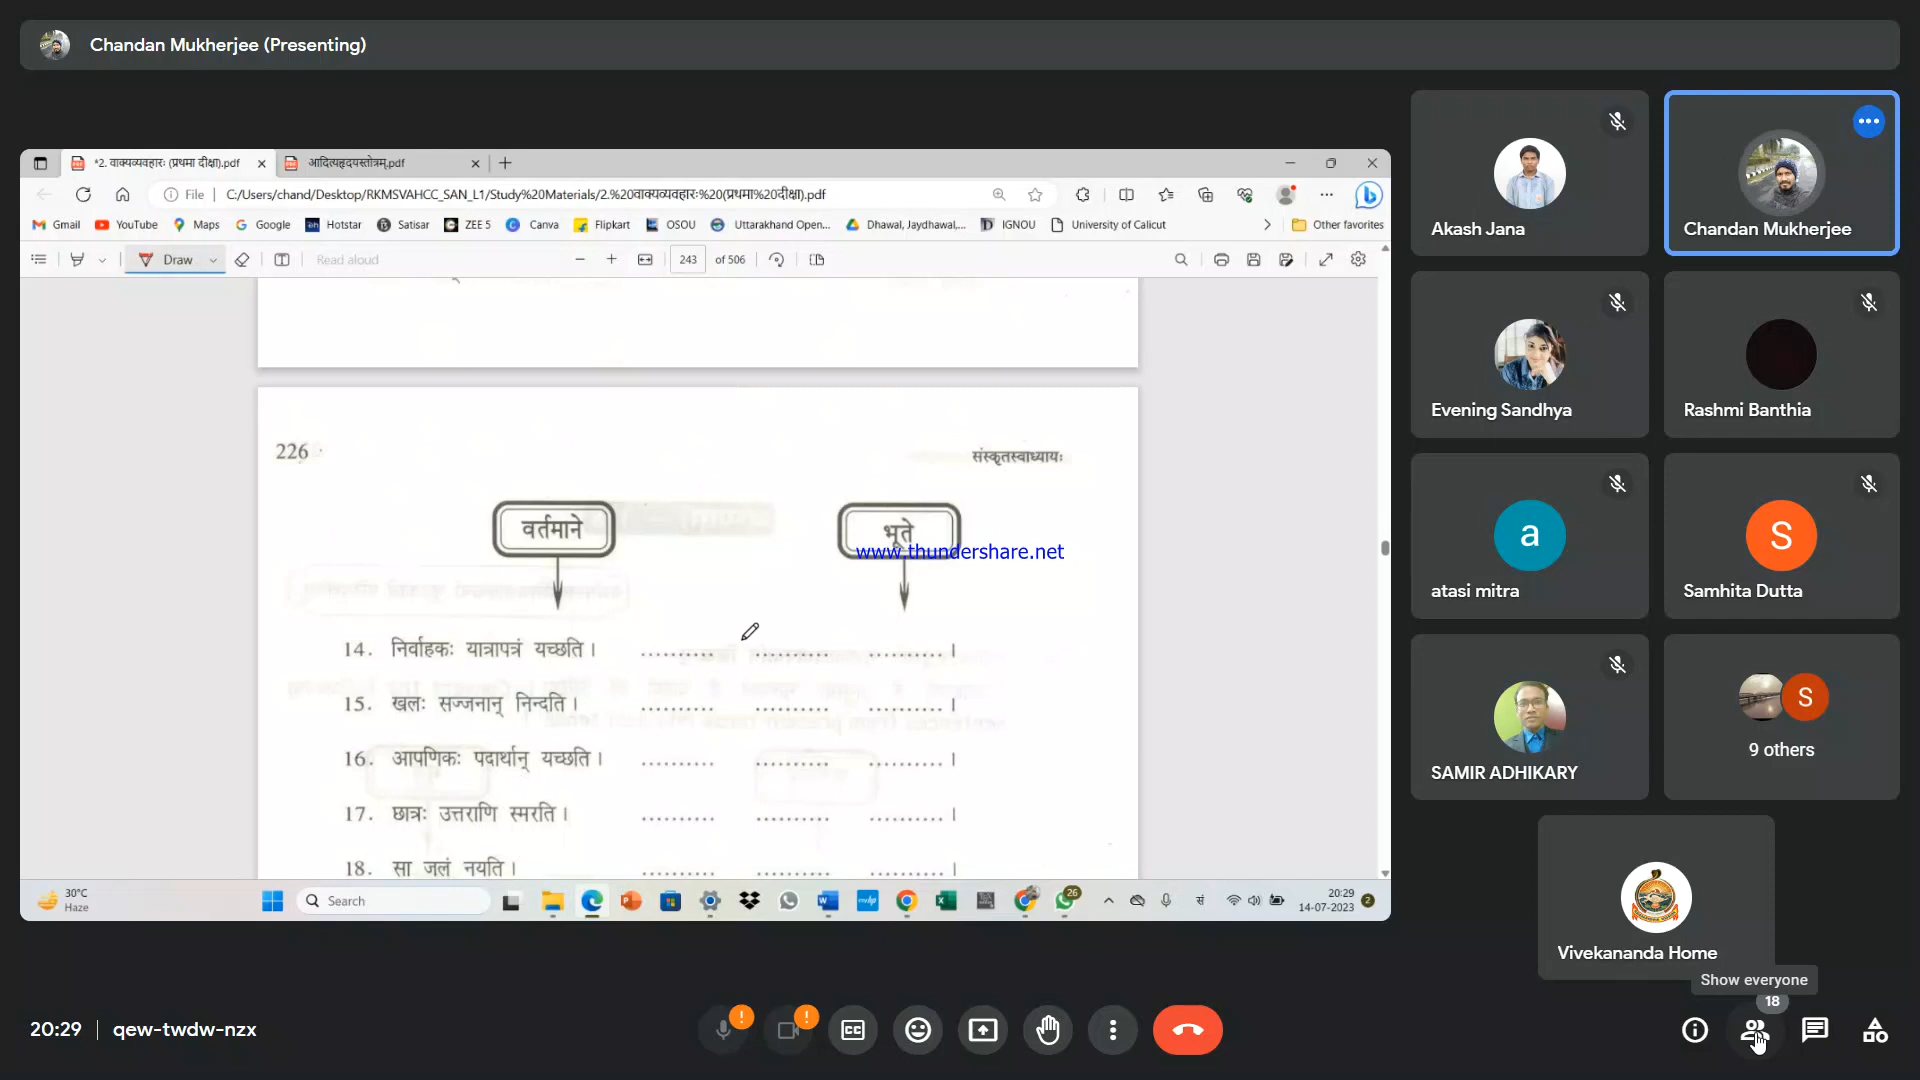 Chandan Mukherjee (Presenting)
*2. वाक्यव्यवहारः (प्रथमा दीक्षा).pdf
आदित्यहृदयस्तोत्रम्.pdf
File | C:/Users/chand/Desktop/RKMSVAHCC_SAN_L1/Study%20Materials/2.%20वाक्यव्यवहारः%20(प्रथमा%20दीक्षा).pdf
Gmail YouTube Maps Google Hotstar Satisar ZEE 5 Canva Flipkart OSOU Uttarakhand Open... Dhawal, Jaydhawal,... IGNOU University of Calicut Other favorites
Draw Read aloud 243 of 506
226
संस्कृतस्वाध्यायः
वर्तमाने भूते
www.thundershare.net
14. निर्वाहकः यात्रापत्रं यच्छति । .......... .......... .......... ।
15. खलः सज्जनान् निन्दति । .......... .......... .......... ।
16. आपणिकः पदार्थान् यच्छति । .......... .......... .......... ।
17. छात्रः उत्तराणि स्मरति । .......... .......... .......... ।
18. सा जलं नयति । .......... .......... .......... ।
30°C
Haze
Search
26
सं
20:29
14-07-2023
2
Akash Jana
Chandan Mukherjee
Evening Sandhya
Rashmi Banthia
a
atasi mitra
S
Samhita Dutta
SAMIR ADHIKARY
S
9 others
Vivekananda Home
Show everyone
18
20:29 | qew-twdw-nzx